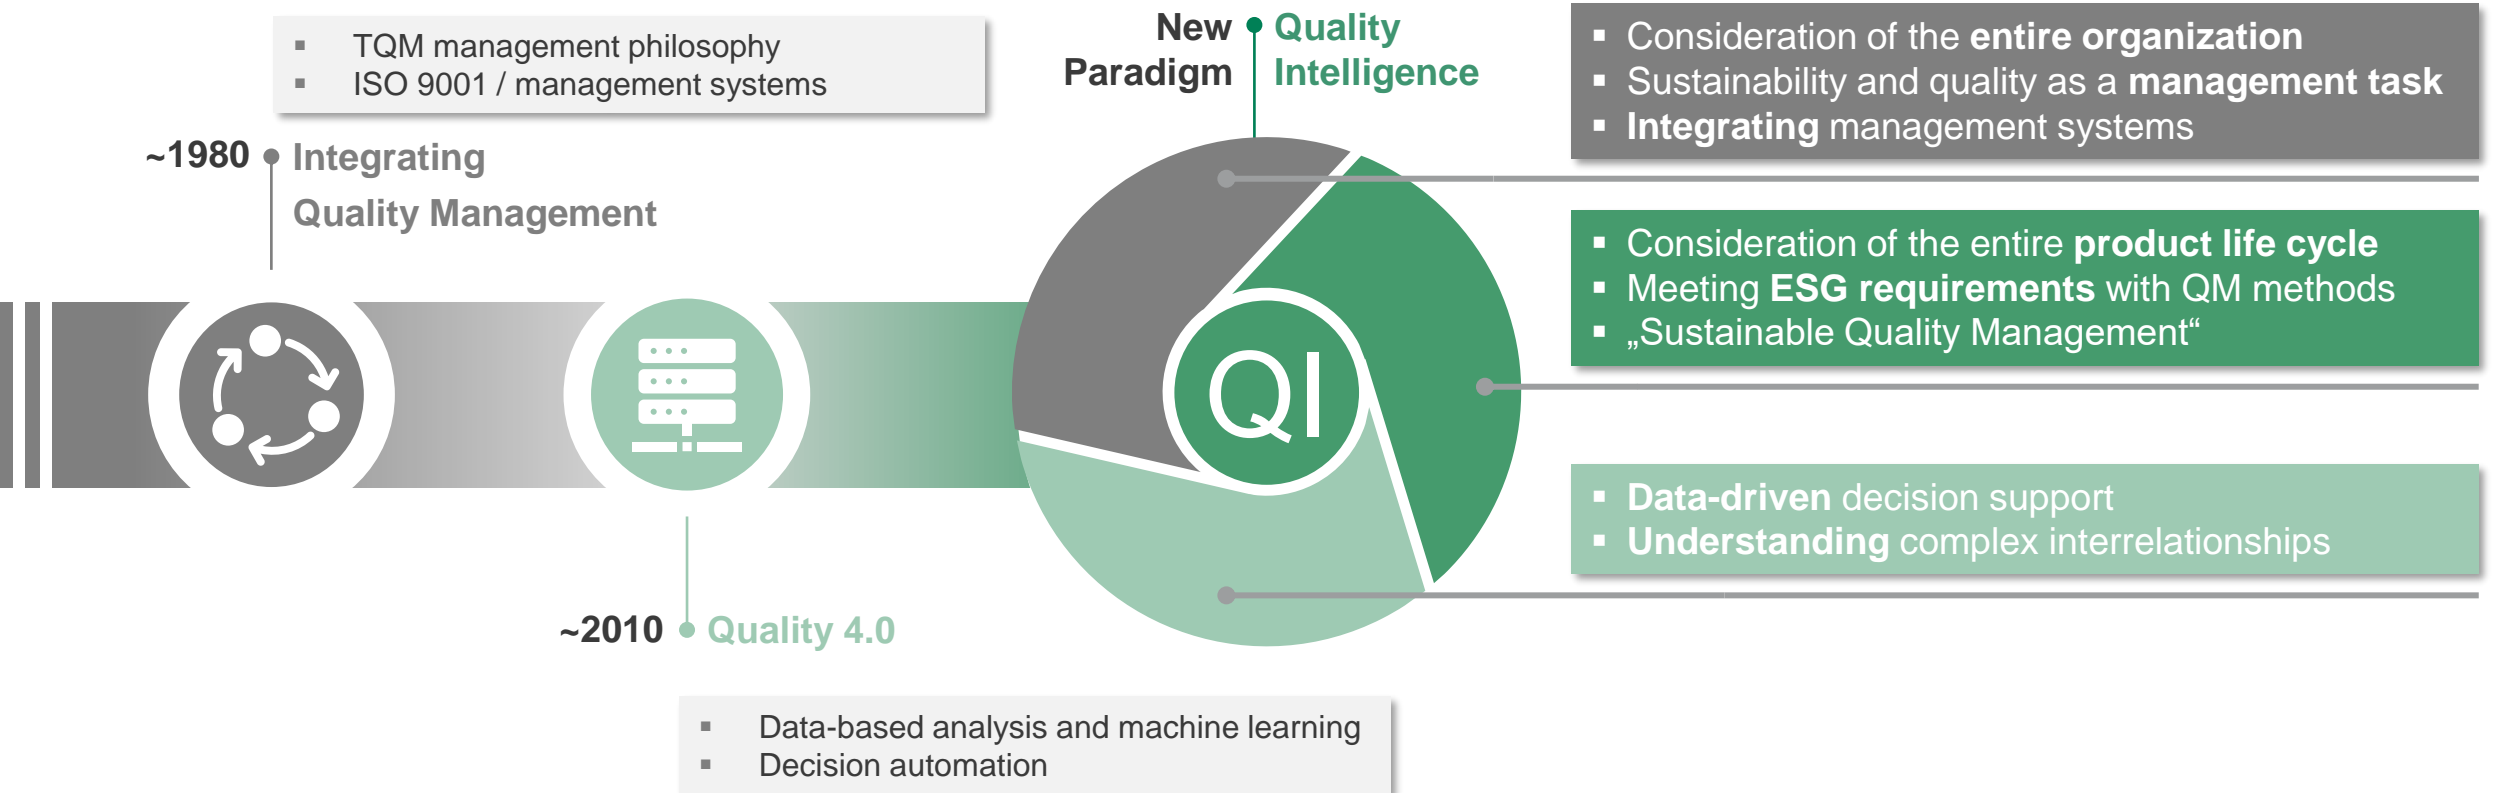 ▪ TQM management philosophy
▪ ISO 9001 / management systems
~1980
Integrating
Quality Management
~2010
Quality 4.0
▪ Data-based analysis and machine learning
▪ Decision automation
New
Paradigm
Quality
Intelligence
QI
▪ Consideration of the entire organization
▪ Sustainability and quality as a management task
▪ Integrating management systems
▪ Consideration of the entire product life cycle
▪ Meeting ESG requirements with QM methods
▪ „Sustainable Quality Management“
▪ Data-driven decision support
▪ Understanding complex interrelationships